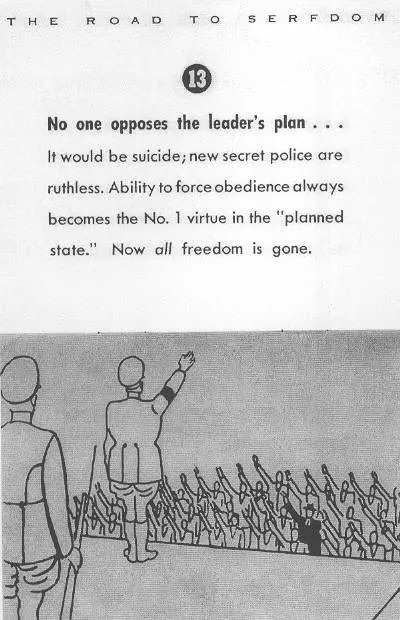 THE ROAD TO SERFDOM
13
No one opposes the leader's plan . . .
It would be suicide; new secret police are
ruthless. Ability to force obedience always
becomes the No. 1 virtue in the "planned
state." Now all freedom is gone.